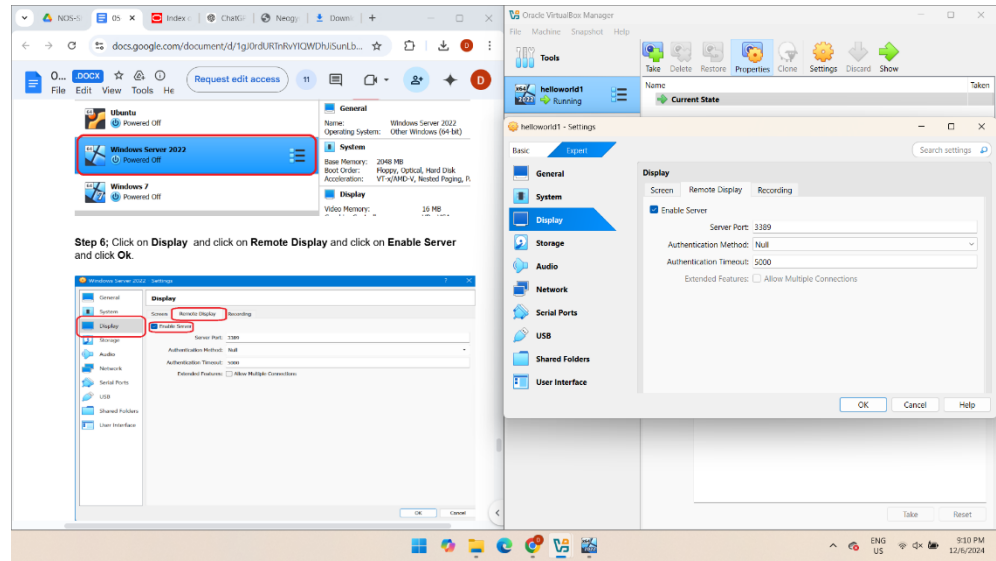 NOS-S
05
Index c
ChatGP
Neogy
Downl
docs.google.com/document/d/1gJ0rdURTnRvYIQWDhJiSunLb...
D
O... .DOCX
Request edit access
11
D
File Edit View Tools He
Ubuntu
Powered Off
Windows Server 2022
Powered Off
Windows 7
Powered Off
General
Name: Windows Server 2022
Operating System: Other Windows (64-bit)
System
Base Memory: 2048 MB
Boot Order: Floppy, Optical, Hard Disk
Acceleration: VT-x/AMD-V, Nested Paging, P.
Display
Video Memory: 16 MB
Step 6; Click on Display and click on Remote Display and click on Enable Server
and click Ok.
Windows Server 2022 Settings
General
System
Display
Storage
Audio
Network
Serial Ports
USB
Shared Folders
User Interface
Display
Screen Remote Display Recording
Enable Server
Server Port: 3389
Authentication Method: Null
Authentication Timeout: 5000
Extended Features: Allow Multiple Connections
OK Cancel
Oracle VirtualBox Manager
File Machine Snapshot Help
Tools
Take Delete Restore Properties Clone Settings Discard Show
helloworld1
Running
Name Taken
Current State
helloworld1 - Settings
Basic Expert
Search settings
General
System
Display
Storage
Audio
Network
Serial Ports
USB
Shared Folders
User Interface
Display
Screen Remote Display Recording
Enable Server
Server Port: 3389
Authentication Method: Null
Authentication Timeout: 5000
Extended Features: Allow Multiple Connections
OK Cancel Help
Take Reset
ENG
US
9:10 PM
12/6/2024